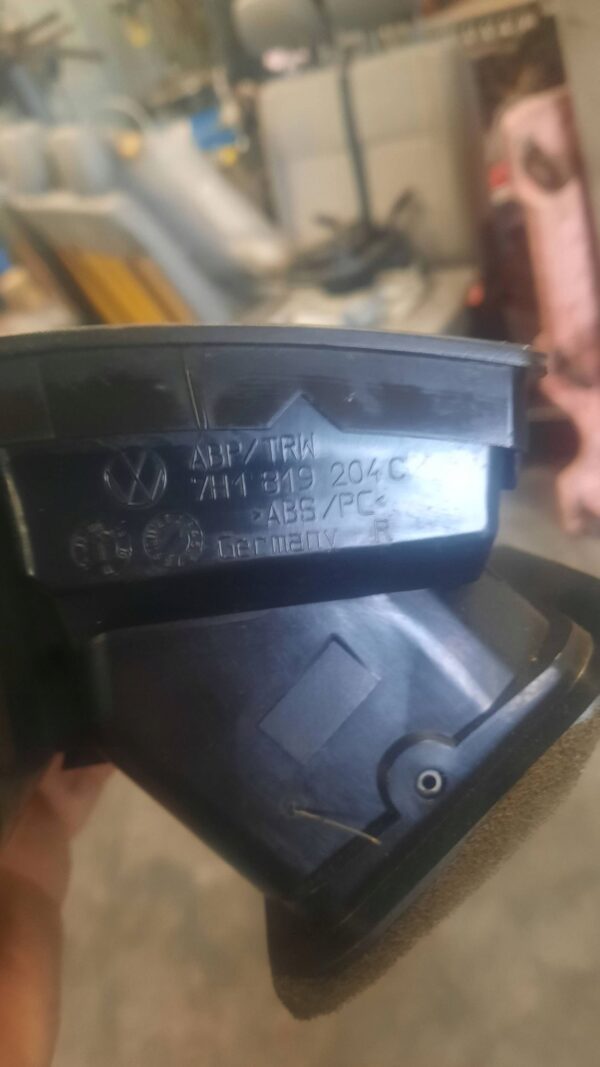 ABP/TRW
7H1 819 204 C
>ABS/PC<
Germany R